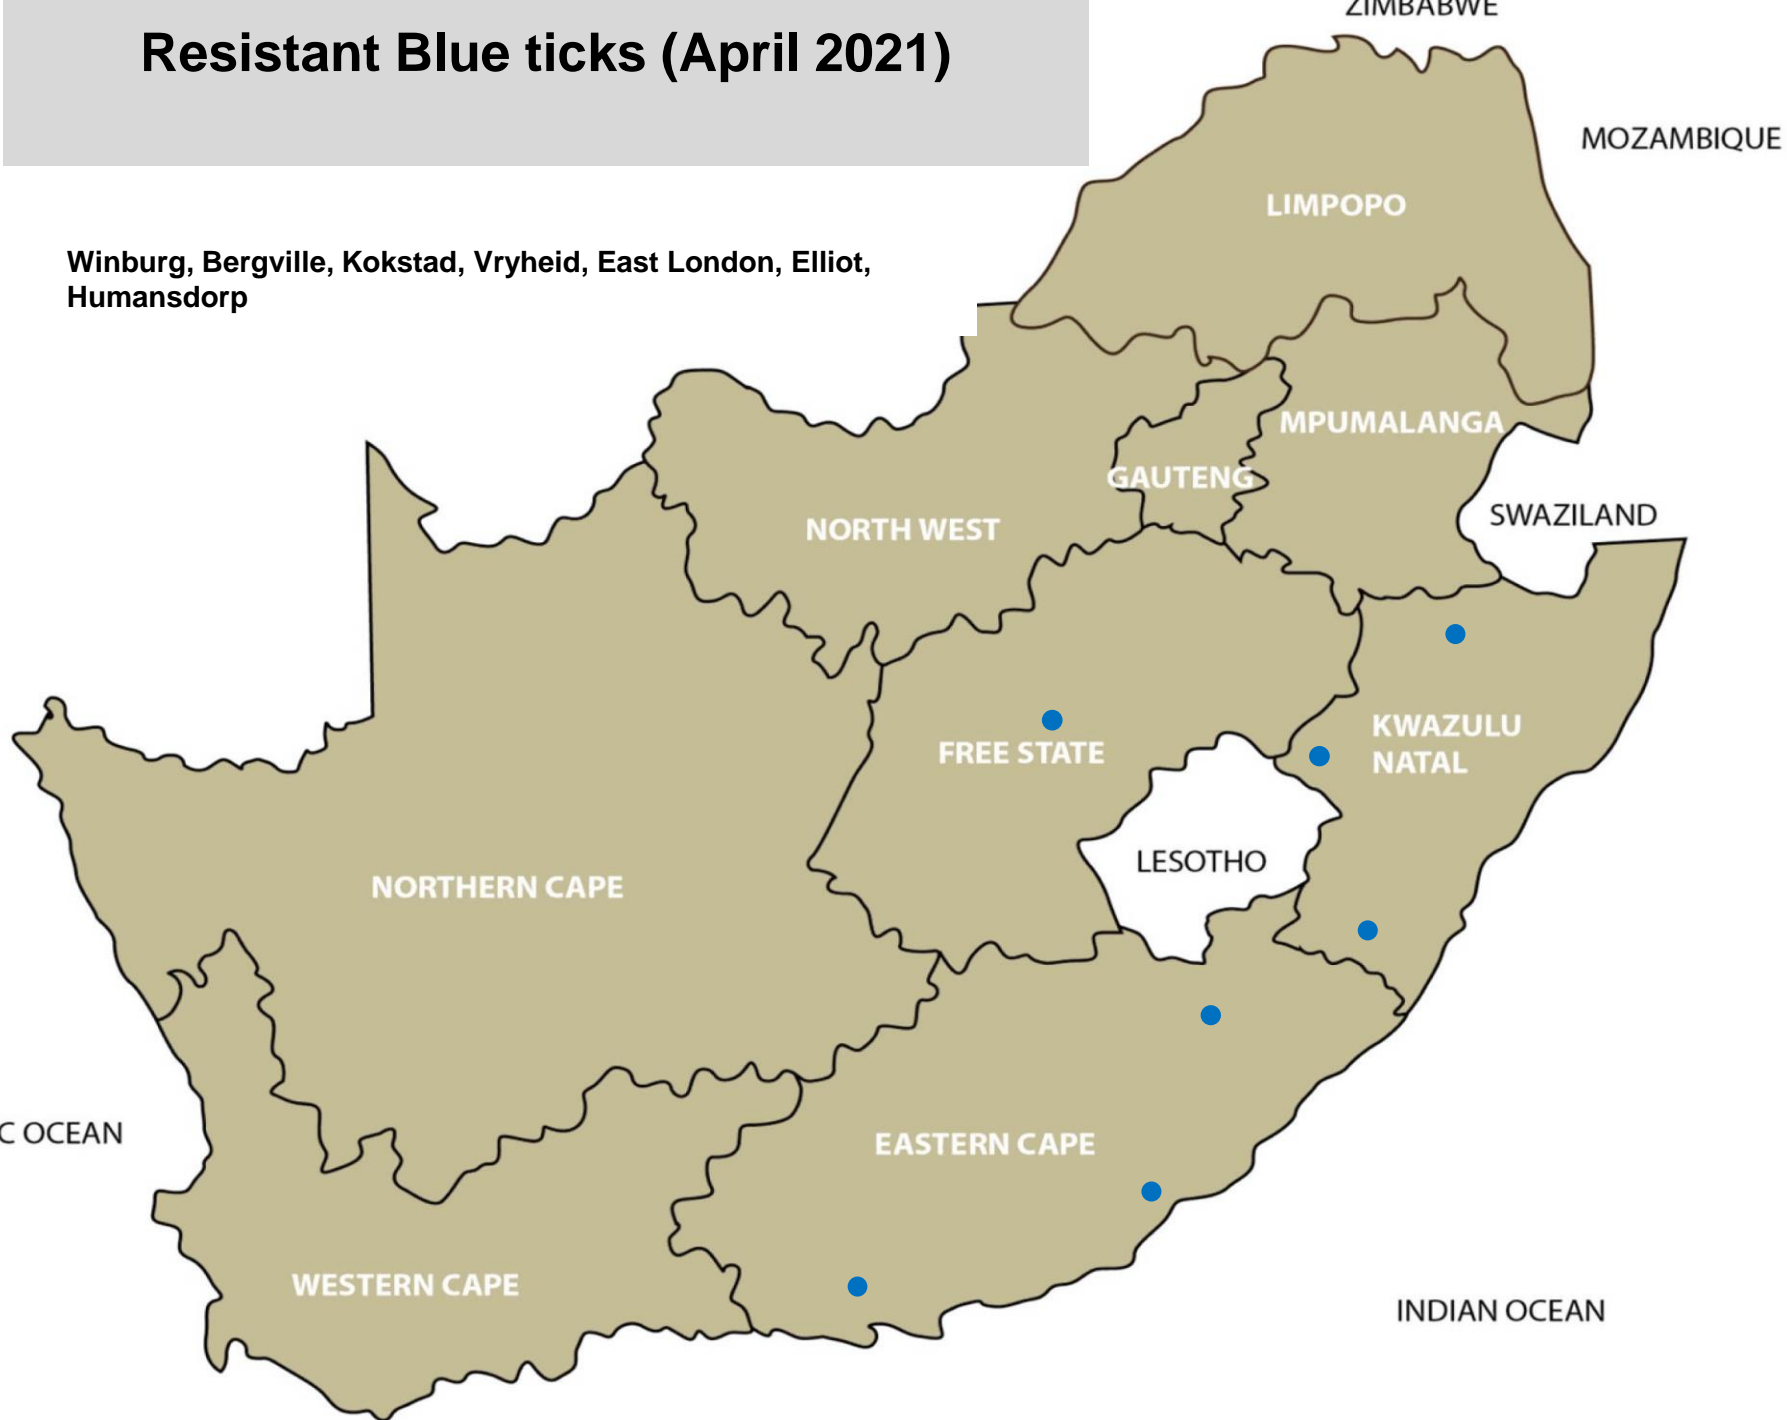 ZIMBABWE
Resistant Blue ticks (April 2021)
MOZAMBIQUE
LIMPOPO
Winburg, Bergville, Kokstad, Vryheid, East London, Elliot,
Humansdorp
MPUMALANGA
GAUTENG
SWAZILAND
NORTH WEST
KWAZULU
NATAL
FREE STATE
LESOTHO
NORTHERN CAPE
C OCEAN
EASTERN CAPE
WESTERN CAPE
INDIAN OCEAN